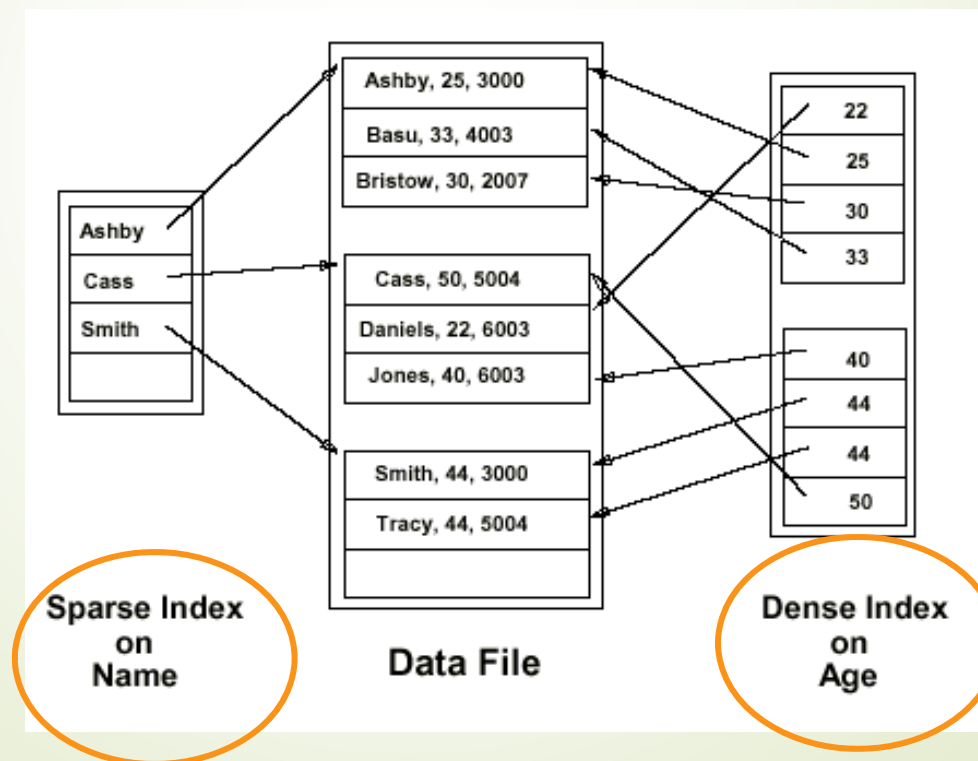 Ashby
Cass
Smith
Ashby, 25, 3000
Basu, 33, 4003
Bristow, 30, 2007
Cass, 50, 5004
Daniels, 22, 6003
Jones, 40, 6003
Smith, 44, 3000
Tracy, 44, 5004
22
25
30
33
40
44
44
50
Sparse Index
on
Name
Data File
Dense Index
on
Age